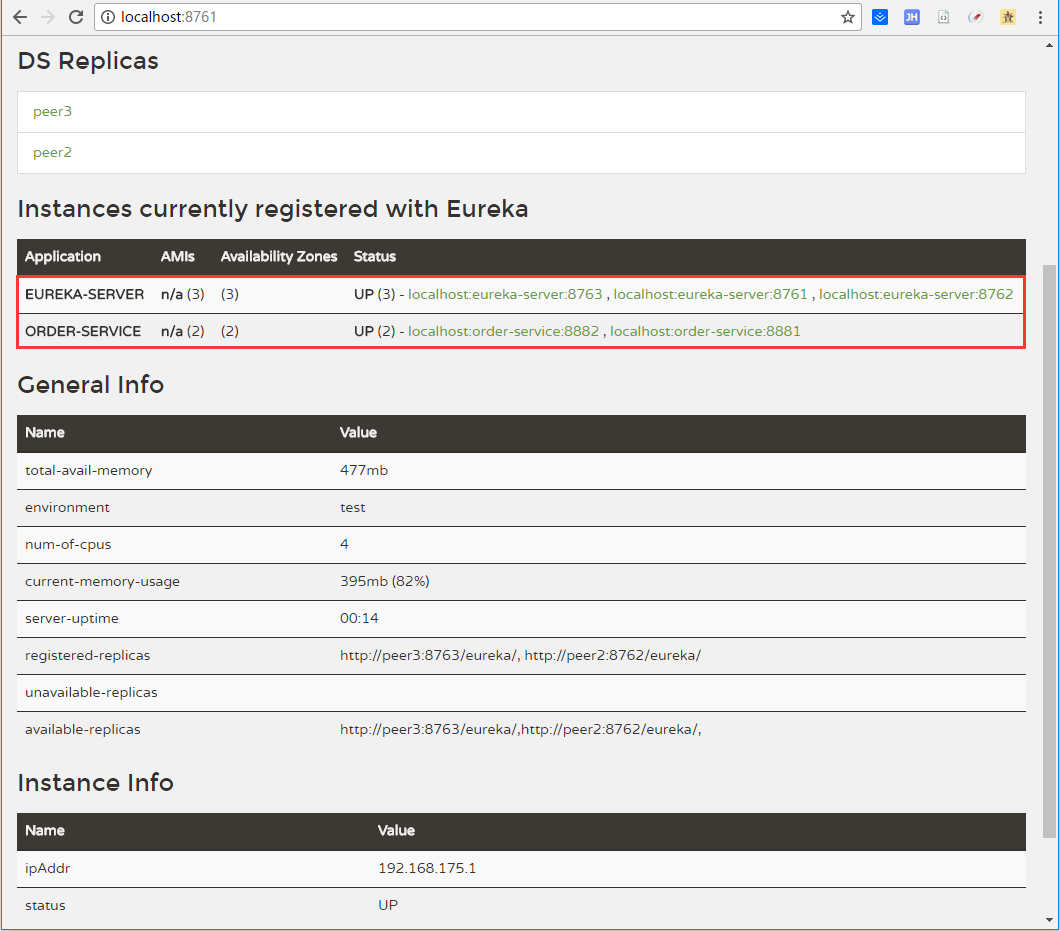 localhost:8761
JH
DS Replicas
peer3
peer2
Instances currently registered with Eureka
Application AMIs Availability Zones Status
EUREKA-SERVER n/a (3) (3) UP (3) - localhost:eureka-server:8763 , localhost:eureka-server:8761 , localhost:eureka-server:8762
ORDER-SERVICE n/a (2) (2) UP (2) - localhost:order-service:8882 , localhost:order-service:8881
General Info
Name Value
total-avail-memory 477mb
environment test
num-of-cpus 4
current-memory-usage 395mb (82%)
server-uptime 00:14
registered-replicas http://peer3:8763/eureka/, http://peer2:8762/eureka/
unavailable-replicas
available-replicas http://peer3:8763/eureka/,http://peer2:8762/eureka/,
Instance Info
Name Value
ipAddr 192.168.175.1
status UP